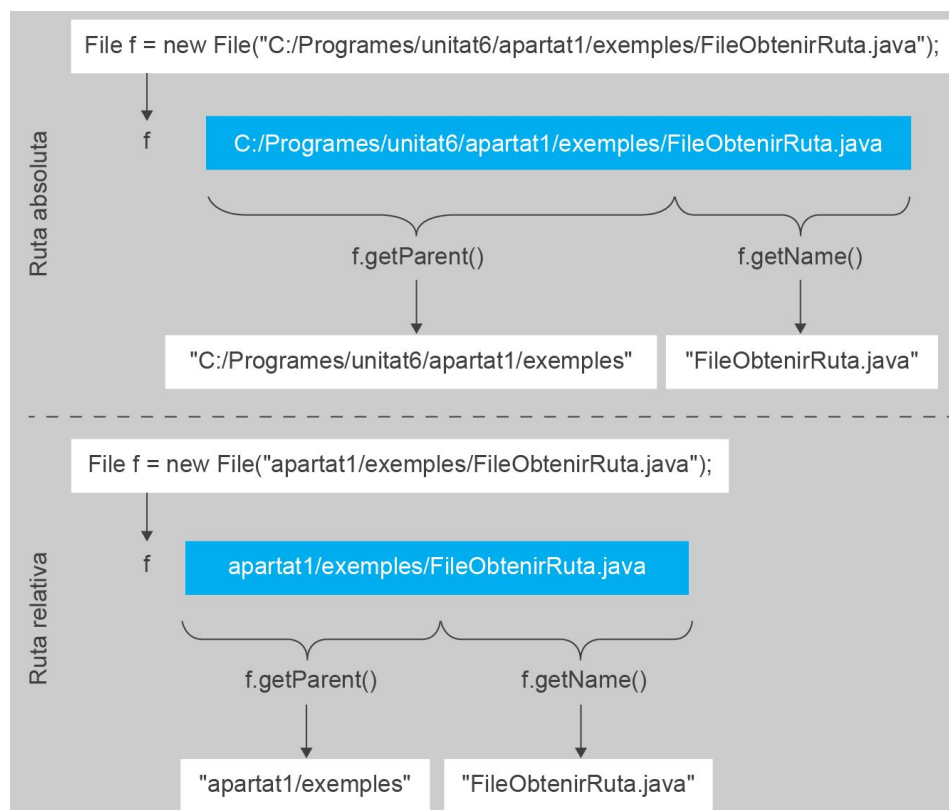 File f = new File("C:/Programes/unitat6/apartat1/exemples/FileObtenirRuta.java");
Ruta absoluta
f
C:/Programes/unitat6/apartat1/exemples/FileObtenirRuta.java
f.getParent()
f.getName()
"C:/Programes/unitat6/apartat1/exemples"
"FileObtenirRuta.java"
File f = new File("apartat1/exemples/FileObtenirRuta.java");
Ruta relativa
f
apartat1/exemples/FileObtenirRuta.java
f.getParent()
f.getName()
"apartat1/exemples"
"FileObtenirRuta.java"